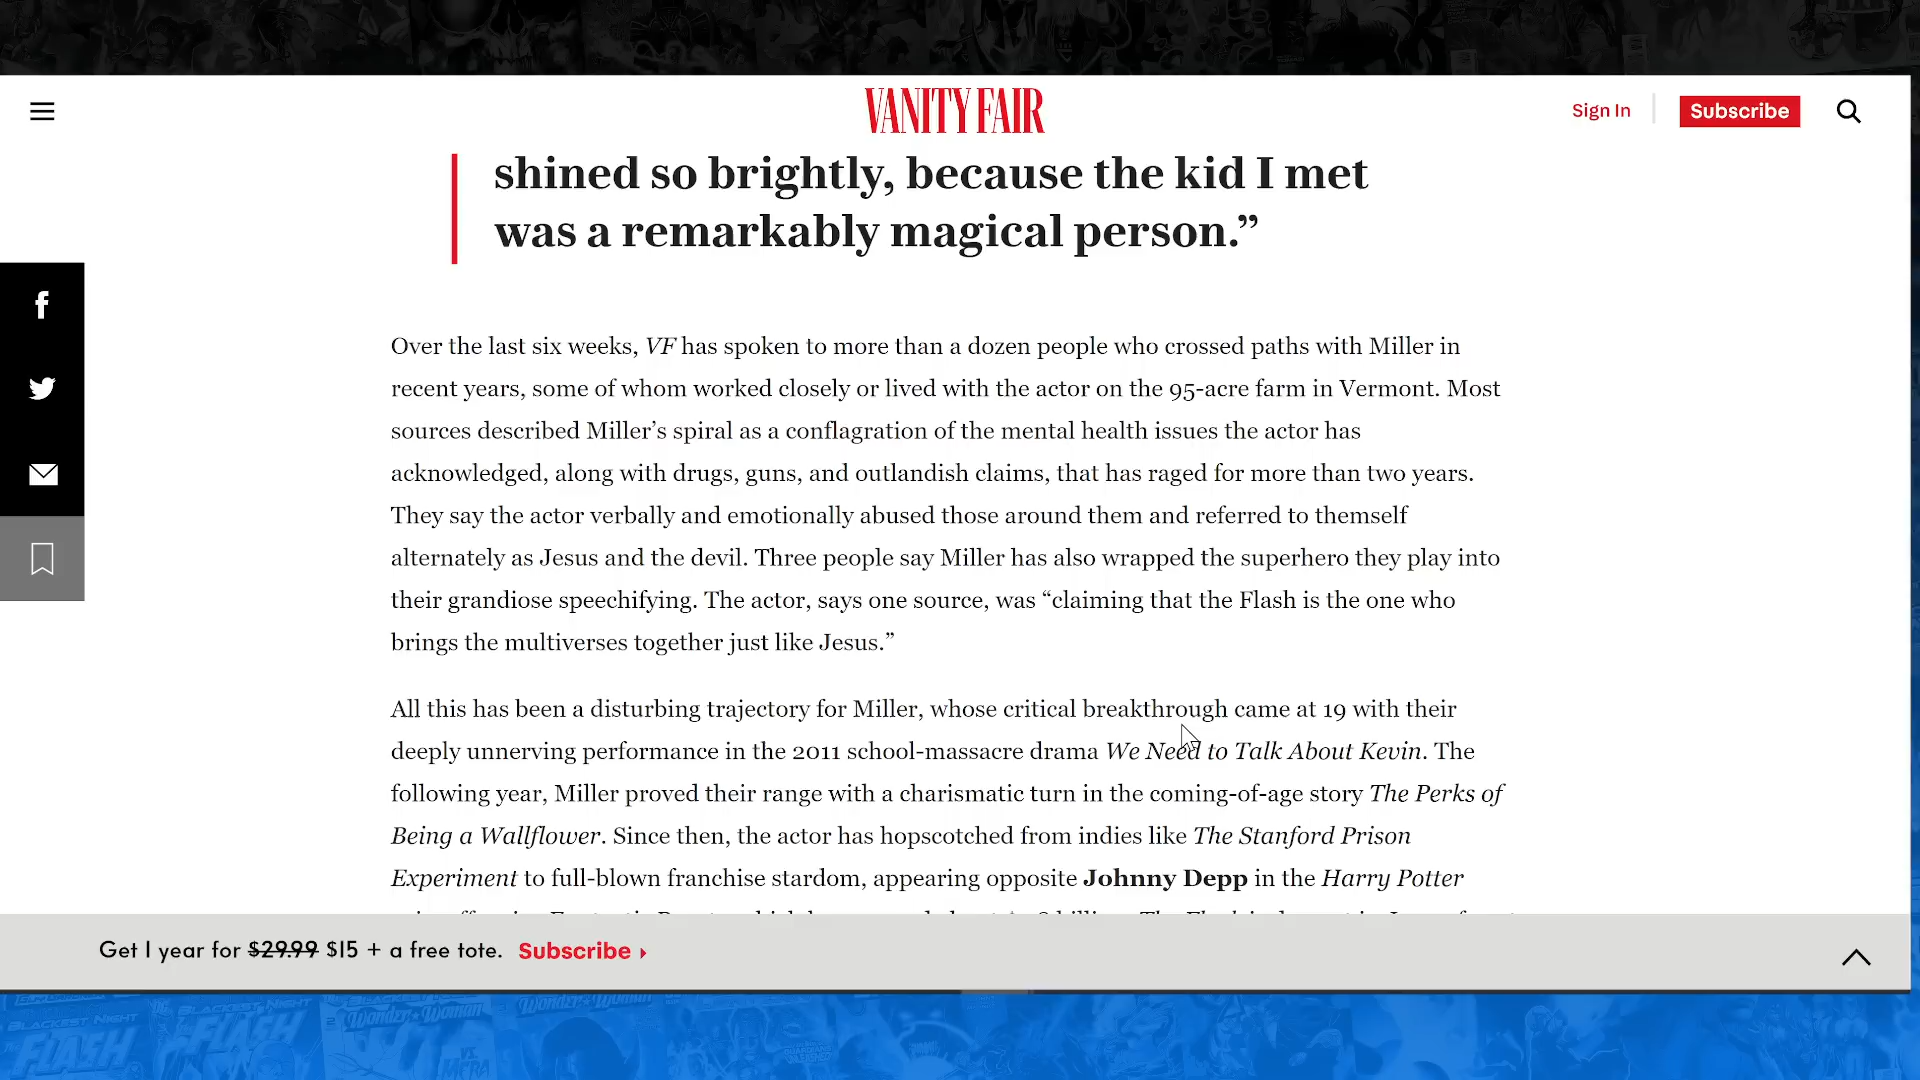 VANITY FAIR
Sign In
Subscribe
shined so brightly, because the kid I met
was a remarkably magical person.”
Over the last six weeks, VF has spoken to more than a dozen people who crossed paths with Miller in
recent years, some of whom worked closely or lived with the actor on the 95-acre farm in Vermont. Most
sources described Miller’s spiral as a conflagration of the mental health issues the actor has
acknowledged, along with drugs, guns, and outlandish claims, that has raged for more than two years.
They say the actor verbally and emotionally abused those around them and referred to themself
alternately as Jesus and the devil. Three people say Miller has also wrapped the superhero they play into
their grandiose speechifying. The actor, says one source, was “claiming that the Flash is the one who
brings the multiverses together just like Jesus.”
All this has been a disturbing trajectory for Miller, whose critical breakthrough came at 19 with their
deeply unnerving performance in the 2011 school-massacre drama We Need to Talk About Kevin. The
following year, Miller proved their range with a charismatic turn in the coming-of-age story The Perks of
Being a Wallflower. Since then, the actor has hopscotched from indies like The Stanford Prison
Experiment to full-blown franchise stardom, appearing opposite Johnny Depp in the Harry Potter
Get 1 year for $29.99 $15 + a free tote. Subscribe
BLACKEST NIGHT
FLASH
BLACKEST NIGHT
FLASH
Wonder Woman
Wonder Woman